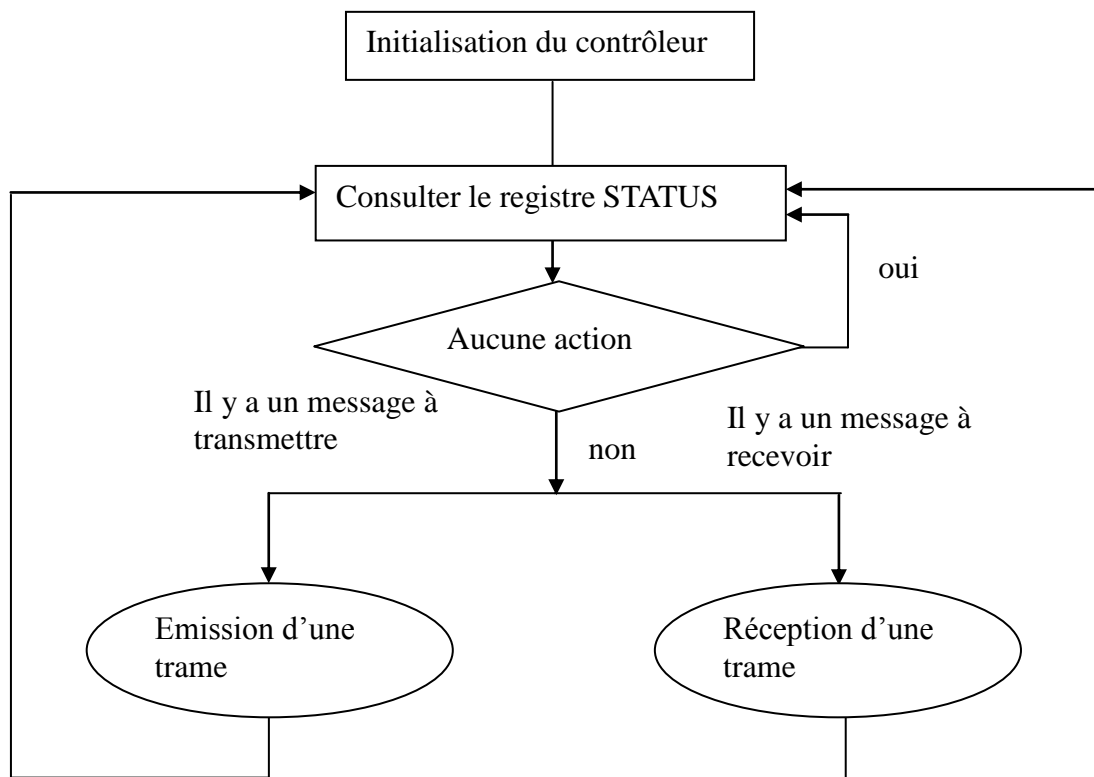 Initialisation du contrôleur
Consulter le registre STATUS
oui
Aucune action
Il y a un message à
transmettre
non
Il y a un message à
recevoir
Emission d’une
trame
Réception d’une
trame